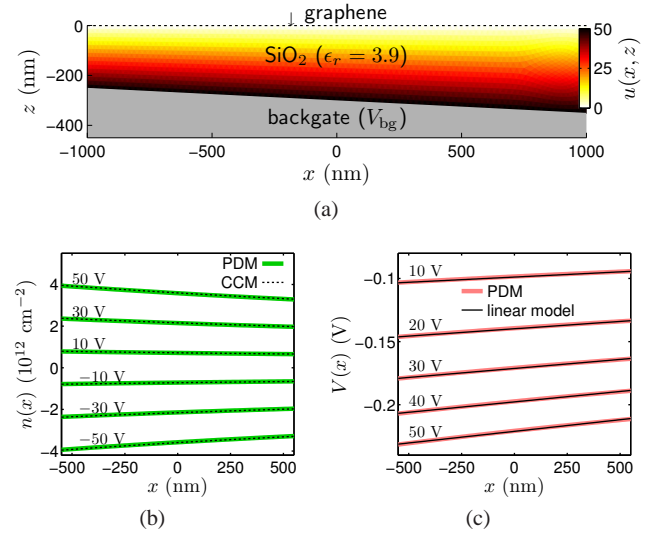 ↓ graphene
0
−200
−400
z (nm)
SiO₂ (ϵᵣ = 3.9)
backgate (V_bg)
50
25
0
u(x, z)
−1000 −500 0 500 1000
x (nm)
(a)
4
2
0
−2
−4
n(x) (10¹² cm⁻²)
50 V
30 V
10 V
−10 V
−30 V
−50 V
PDM
CCM
−500 −250 0 250 500
x (nm)
(b)
−0.1
−0.15
−0.2
V(x) (V)
10 V
20 V
30 V
40 V
50 V
PDM
linear model
−500 −250 0 250 500
x (nm)
(c)